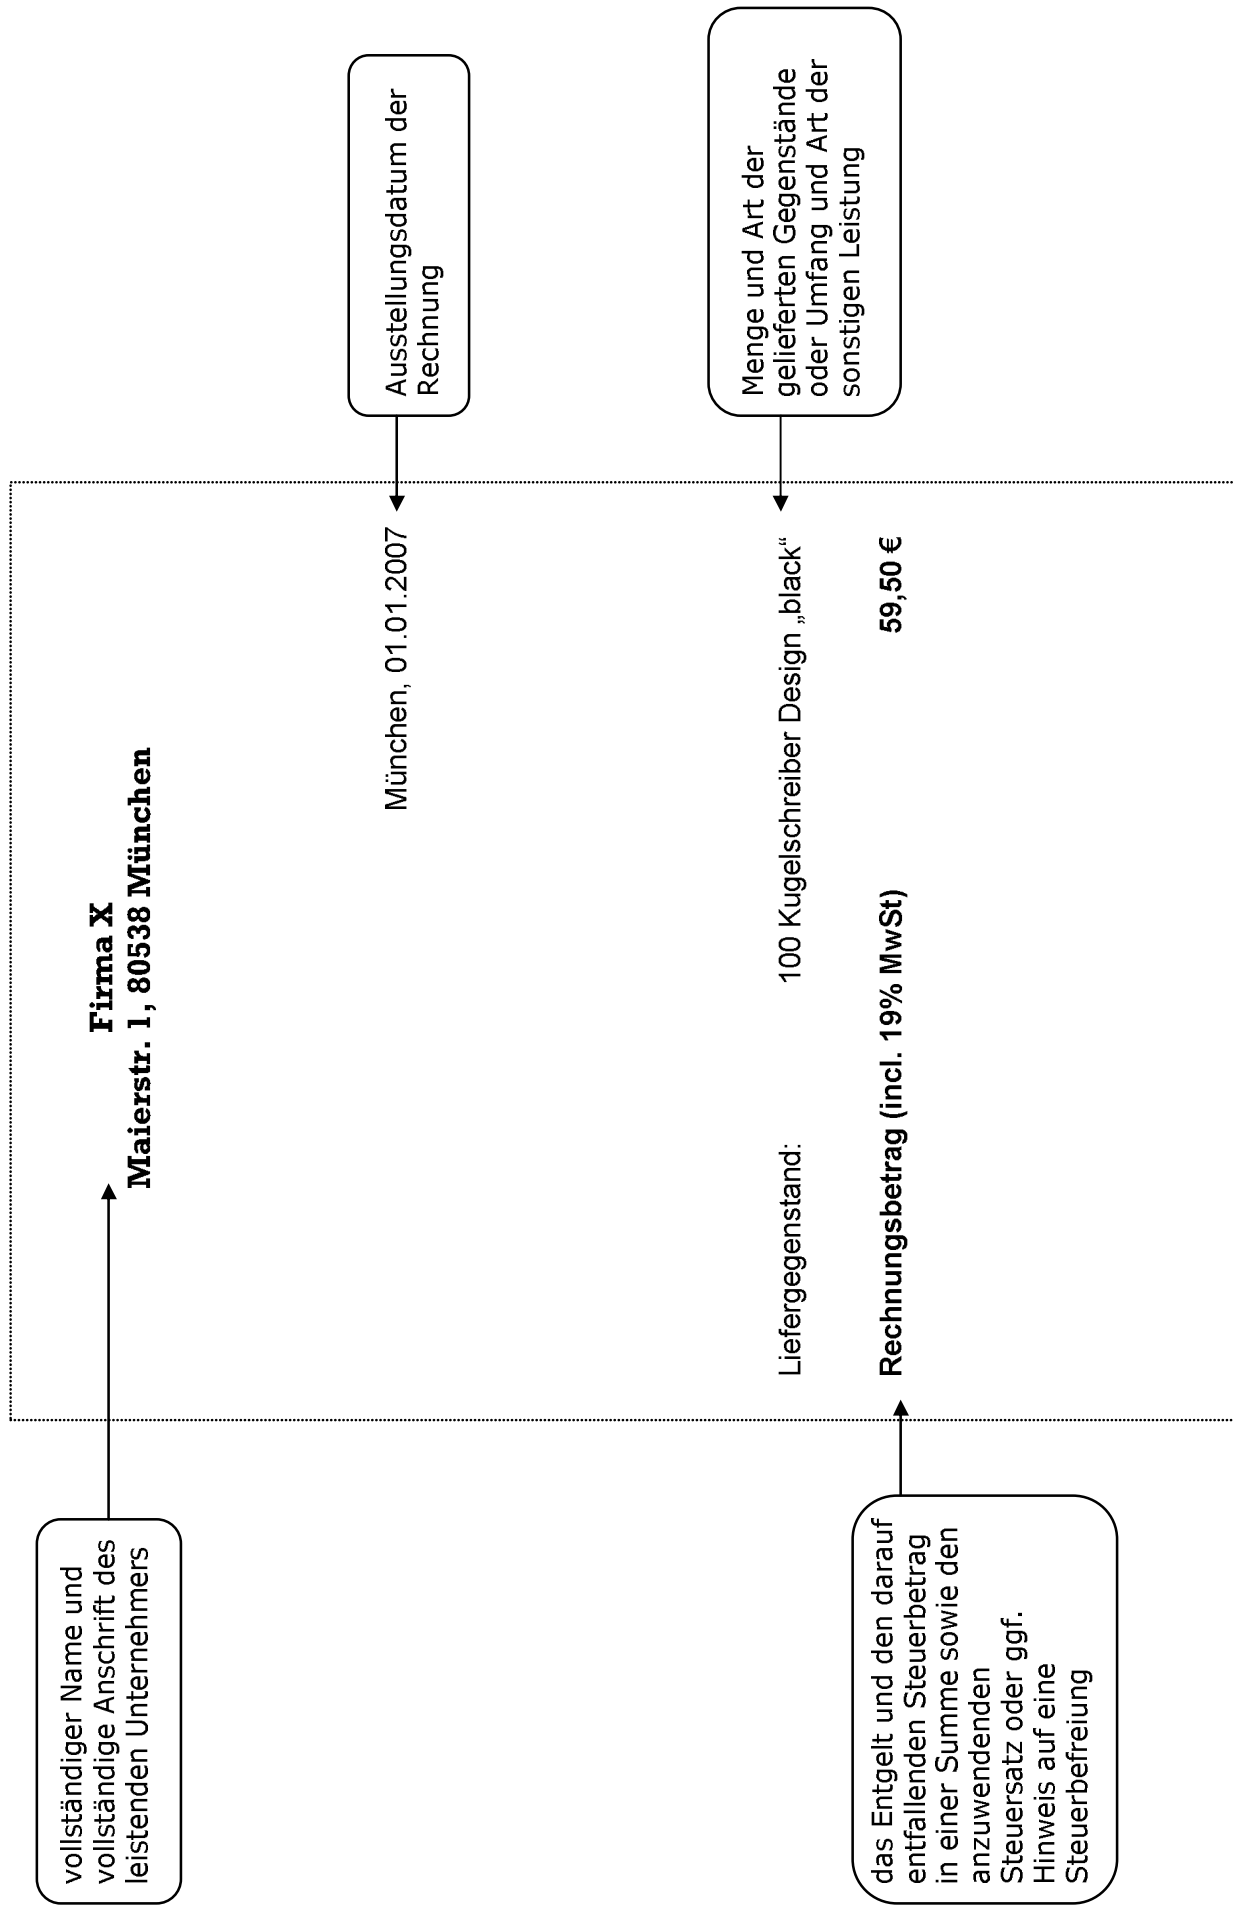 vollständiger Name und
vollständige Anschrift des
leistenden Unternehmers
Firma X
Maierstr. 1, 80538 München
Ausstellungsdatum der
Rechnung
München, 01.01.2007
Menge und Art der
gelieferten Gegenstände
oder Umfang und Art der
sonstigen Leistung
Liefergegenstand: 100 Kugelschreiber Design „black“
das Entgelt und den darauf
entfallenden Steuerbetrag
in einer Summe sowie den
anzuwendenden
Steuersatz oder ggf.
Hinweis auf eine
Steuerbefreiung
Rechnungsbetrag (incl. 19% MwSt) 59,50 €